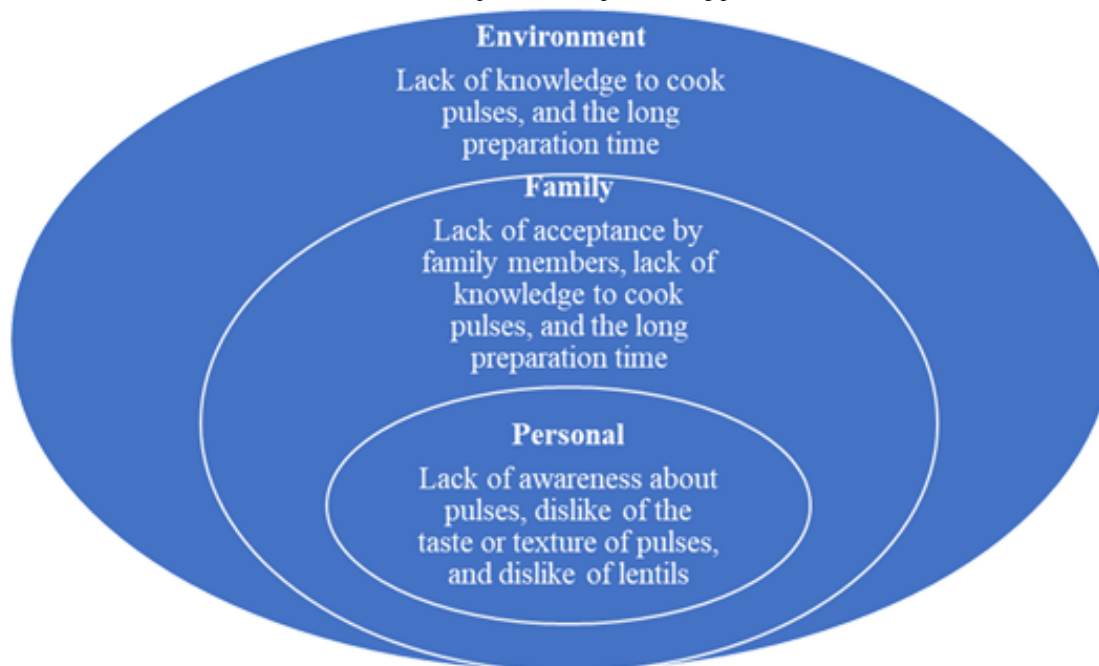 Environment
Lack of knowledge to cook
pulses, and the long
preparation time
Family
Lack of acceptance by
family members, lack of
knowledge to cook
pulses, and the long
preparation time
Personal
Lack of awareness about
pulses, dislike of the
taste or texture of pulses,
and dislike of lentils